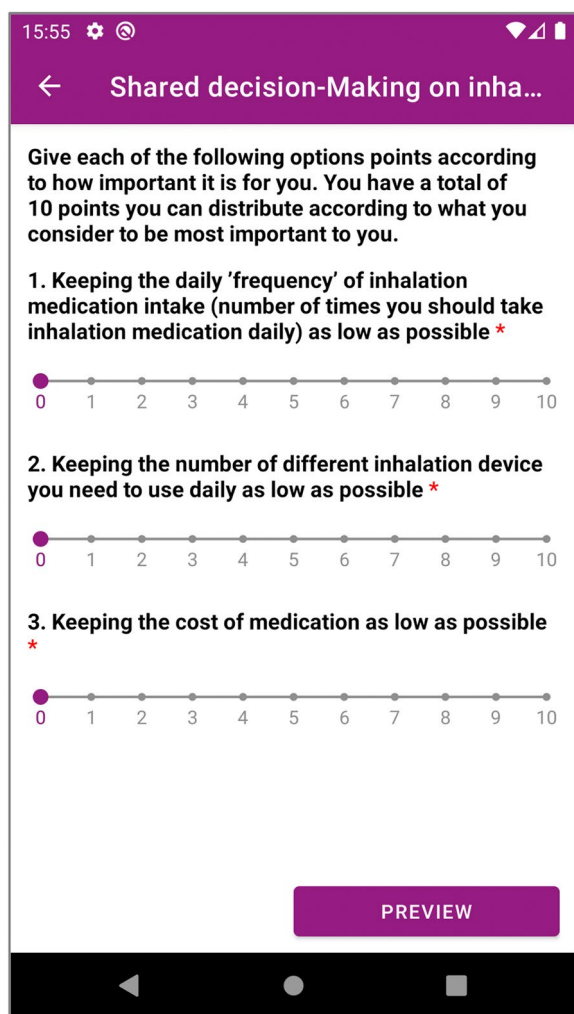 15:55
Shared decision-Making on inha...
Give each of the following options points according
to how important it is for you. You have a total of
10 points you can distribute according to what you
consider to be most important to you.
1. Keeping the daily 'frequency' of inhalation
medication intake (number of times you should take
inhalation medication daily) as low as possible *
0 1 2 3 4 5 6 7 8 9 10
2. Keeping the number of different inhalation device
you need to use daily as low as possible *
0 1 2 3 4 5 6 7 8 9 10
3. Keeping the cost of medication as low as possible
*
0 1 2 3 4 5 6 7 8 9 10
PREVIEW